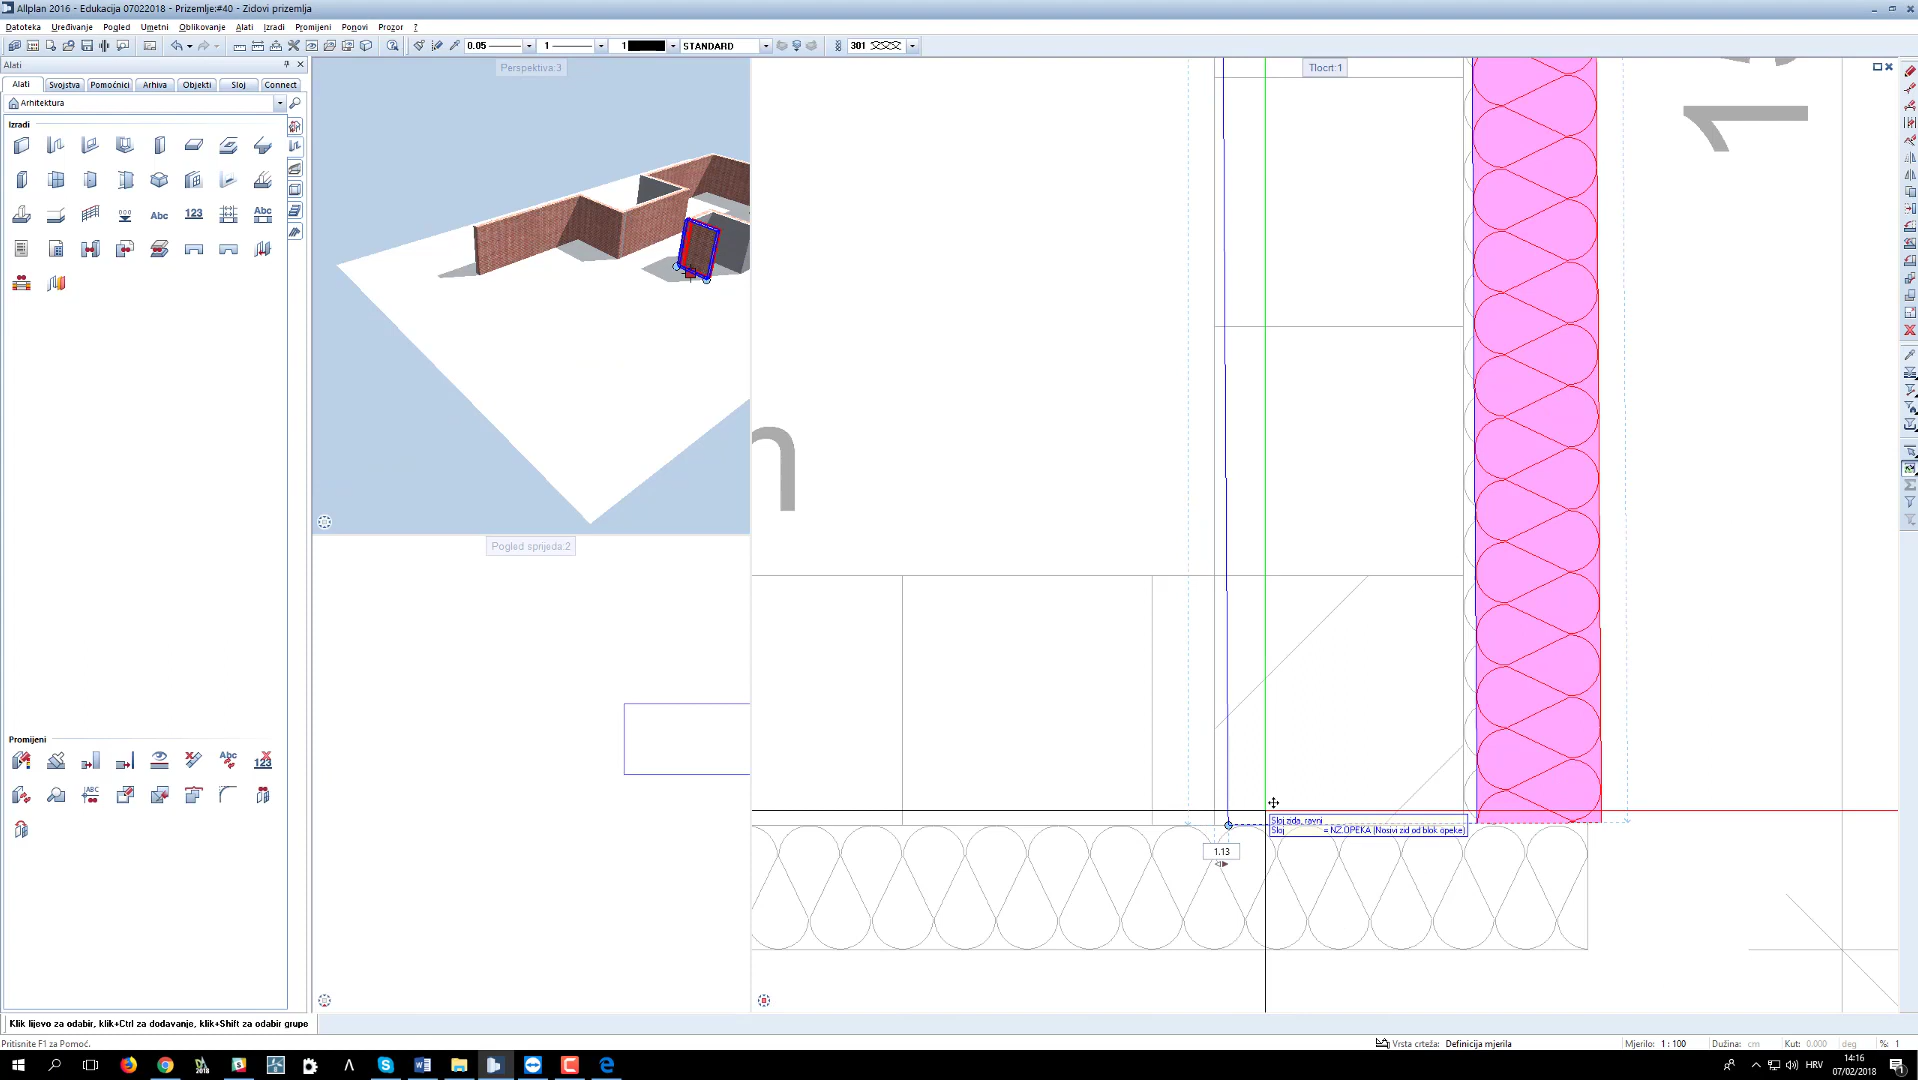 Allplan 2016 - Edukacija 07022018 - Prizemlje:#40 - Zidovi prizemlja
Datoteka Uređivanje Pogled Umetni Oblikovanje Alati Izradi Promijeni Ponovi Prozor ?
0.05 1 1 STANDARD 301
Alati
Alati Svojstva Pomoćnici Arhiva Objekti Sloj Connect
Arhitektura
Izradi
Abc 123 Abc
Promijeni
Abc 123
ABC
Perspektiva:3
Tlocrt:1
Pogled sprijeda:2
n
1
Sloj zida, ravni
Sloj = NZ.OPEKA (Nosivi zid od blok opeke)
1.13
Klik lijevo za odabir, klik+Ctrl za dodavanje, klik+Shift za odabir grupe
Pritisnite F1 za Pomoć.
Vrsta crteža: Definicija mjerila Mjerilo: 1 : 100 Dužina: cm Kut: 0.000 deg %: 1
2018
HRV
14:16
07/02/2018